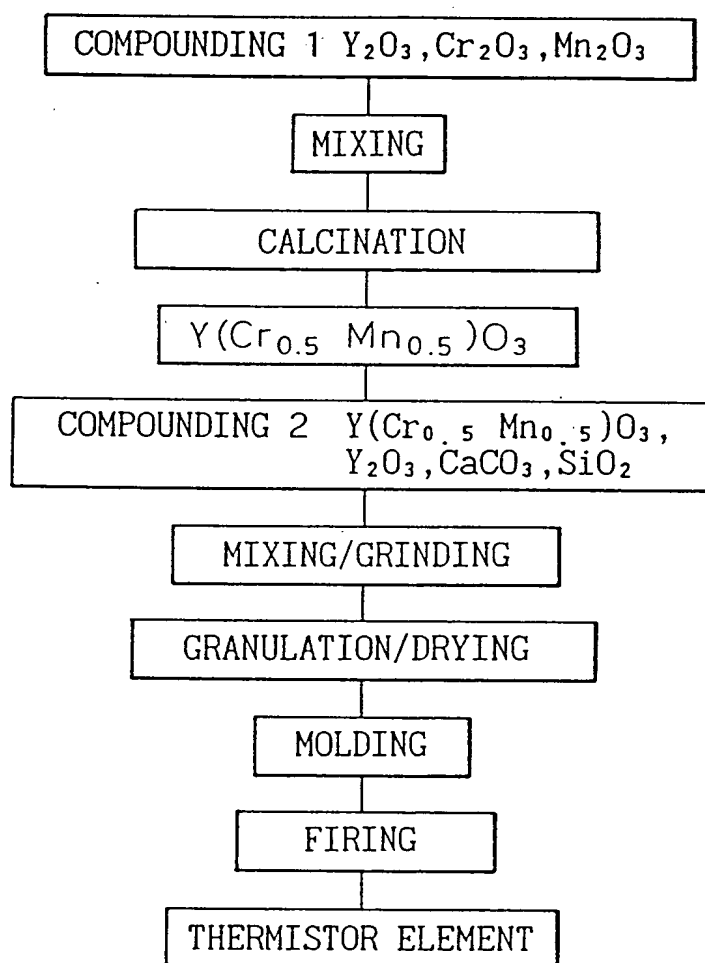 COMPOUNDING 1 Y₂O₃,Cr₂O₃,Mn₂O₃
MIXING
CALCINATION
Y(Cr₀.₅ Mn₀.₅)O₃
COMPOUNDING 2 Y(Cr₀.₅ Mn₀.₅)O₃,
Y₂O₃,CaCO₃,SiO₂
MIXING/GRINDING
GRANULATION/DRYING
MOLDING
FIRING
THERMISTOR ELEMENT